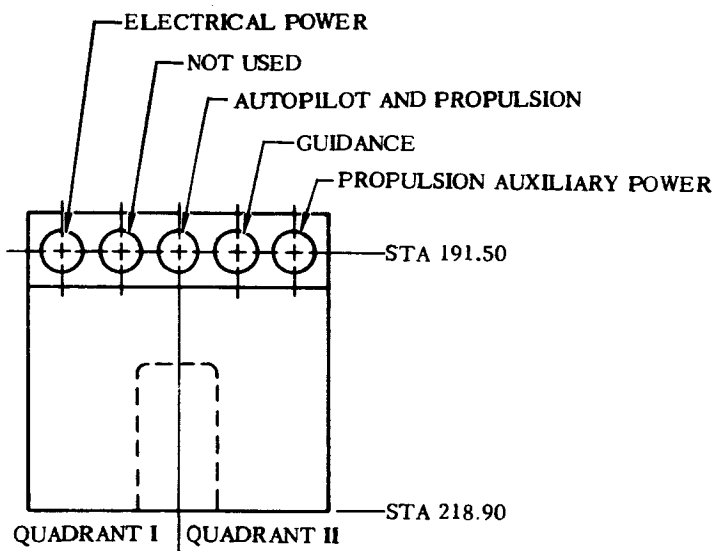 ELECTRICAL POWER
NOT USED
AUTOPILOT AND PROPULSION
GUIDANCE
PROPULSION AUXILIARY POWER
STA 191.50
STA 218.90
QUADRANT I
QUADRANT II